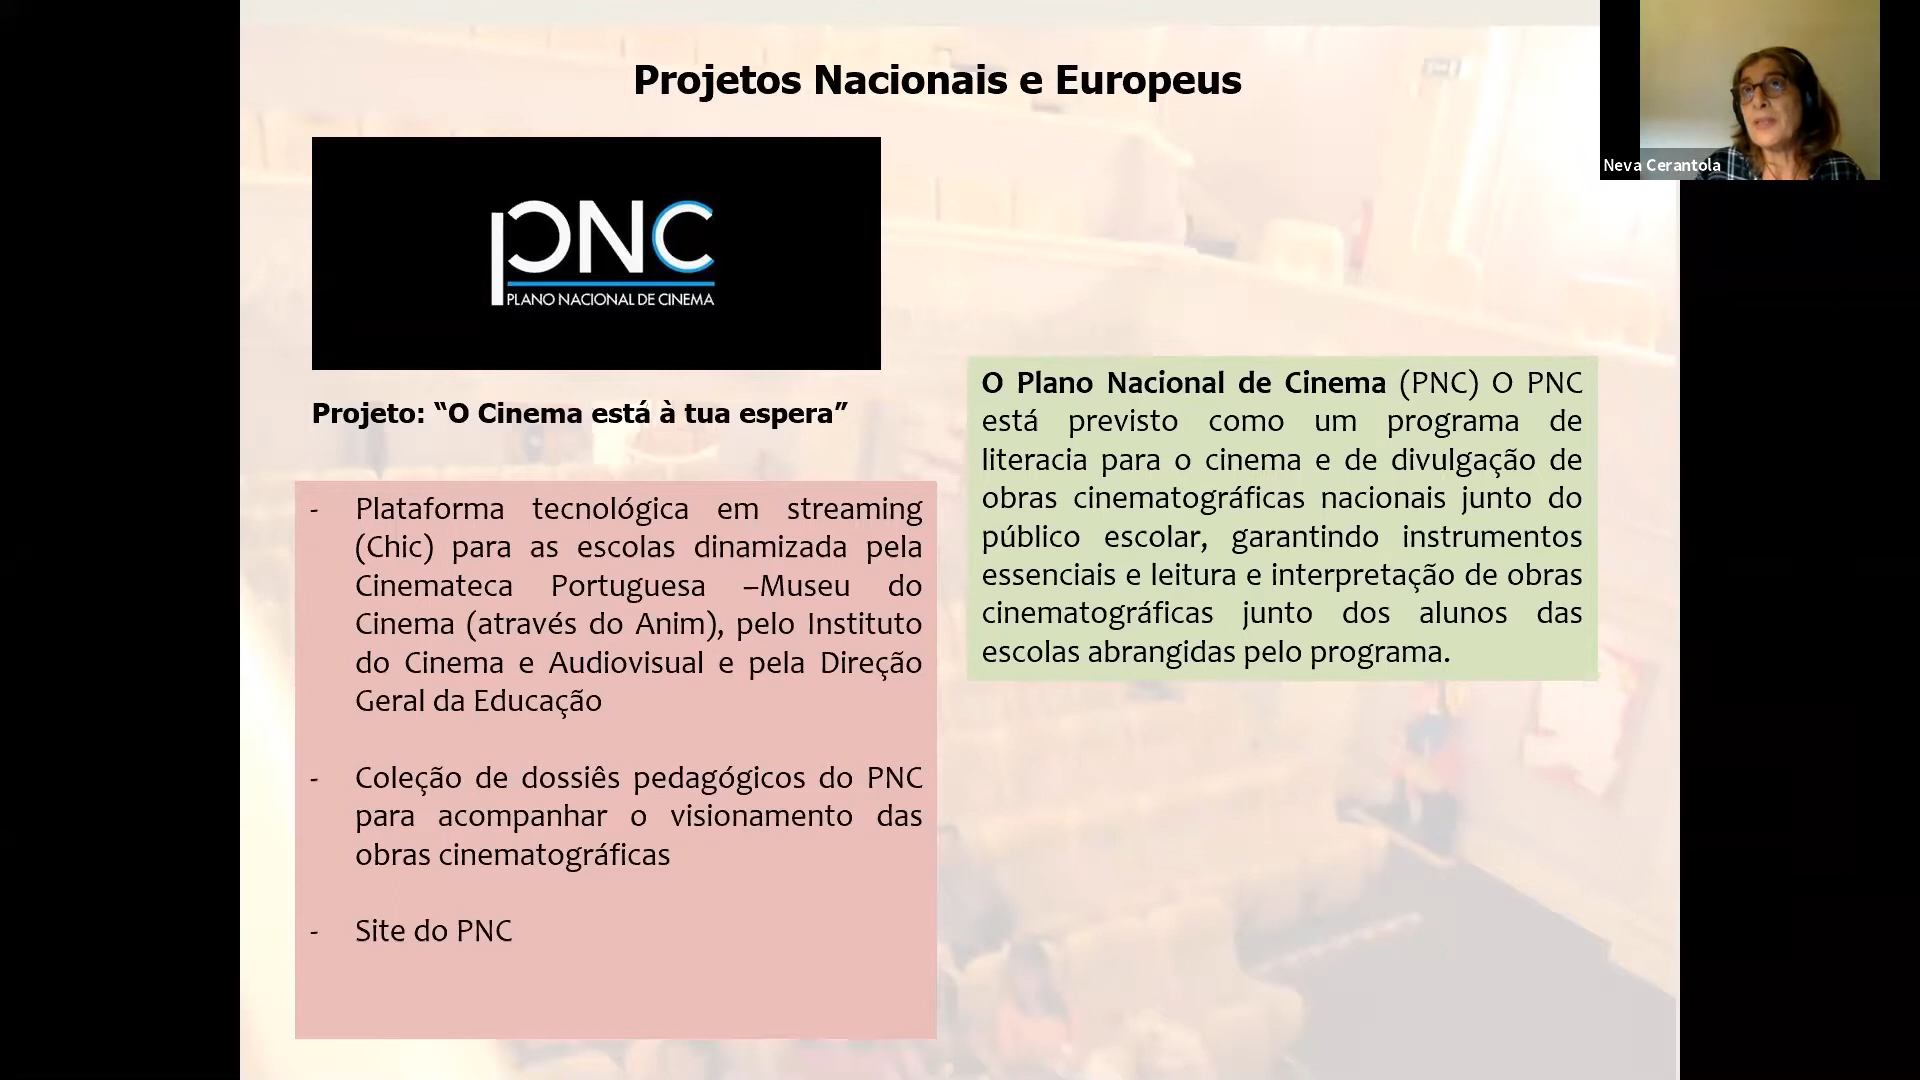 Projetos Nacionais e Europeus
Neva Cerantola
PNC
PLANO NACIONAL DE CINEMA
Projeto: “O Cinema está à tua espera”
- Plataforma tecnológica em streaming
(Chic) para as escolas dinamizada pela
Cinemateca Portuguesa –Museu do
Cinema (através do Anim), pelo Instituto
do Cinema e Audiovisual e pela Direção
Geral da Educação
- Coleção de dossiês pedagógicos do PNC
para acompanhar o visionamento das
obras cinematográficas
- Site do PNC
O Plano Nacional de Cinema (PNC) O PNC
está previsto como um programa de
literacia para o cinema e de divulgação de
obras cinematográficas nacionais junto do
público escolar, garantindo instrumentos
essenciais e leitura e interpretação de obras
cinematográficas junto dos alunos das
escolas abrangidas pelo programa.